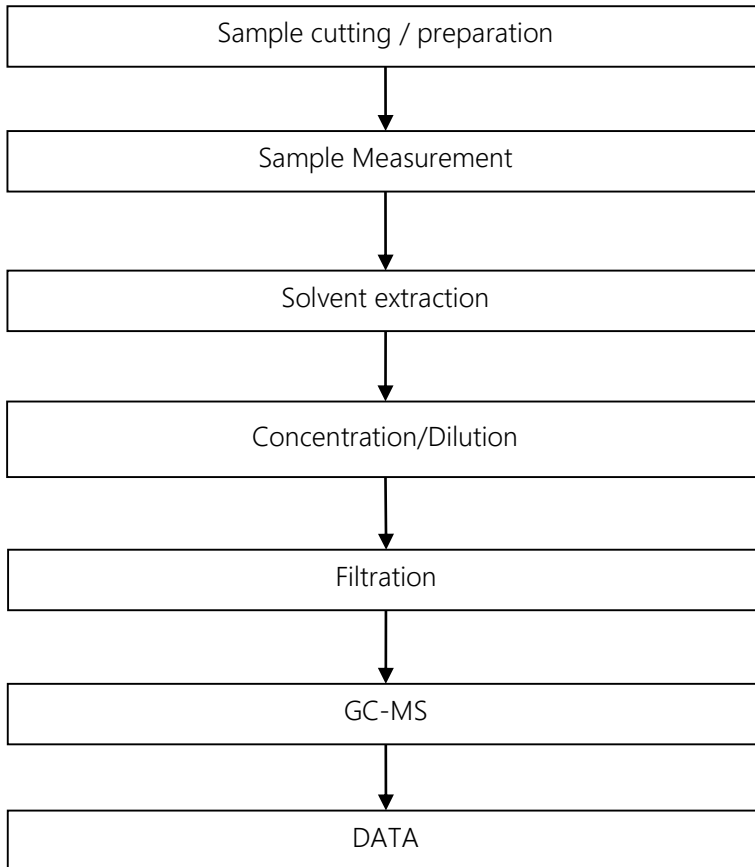 Sample cutting / preparation
Sample Measurement
Solvent extraction
Concentration/Dilution
Filtration
GC-MS
DATA